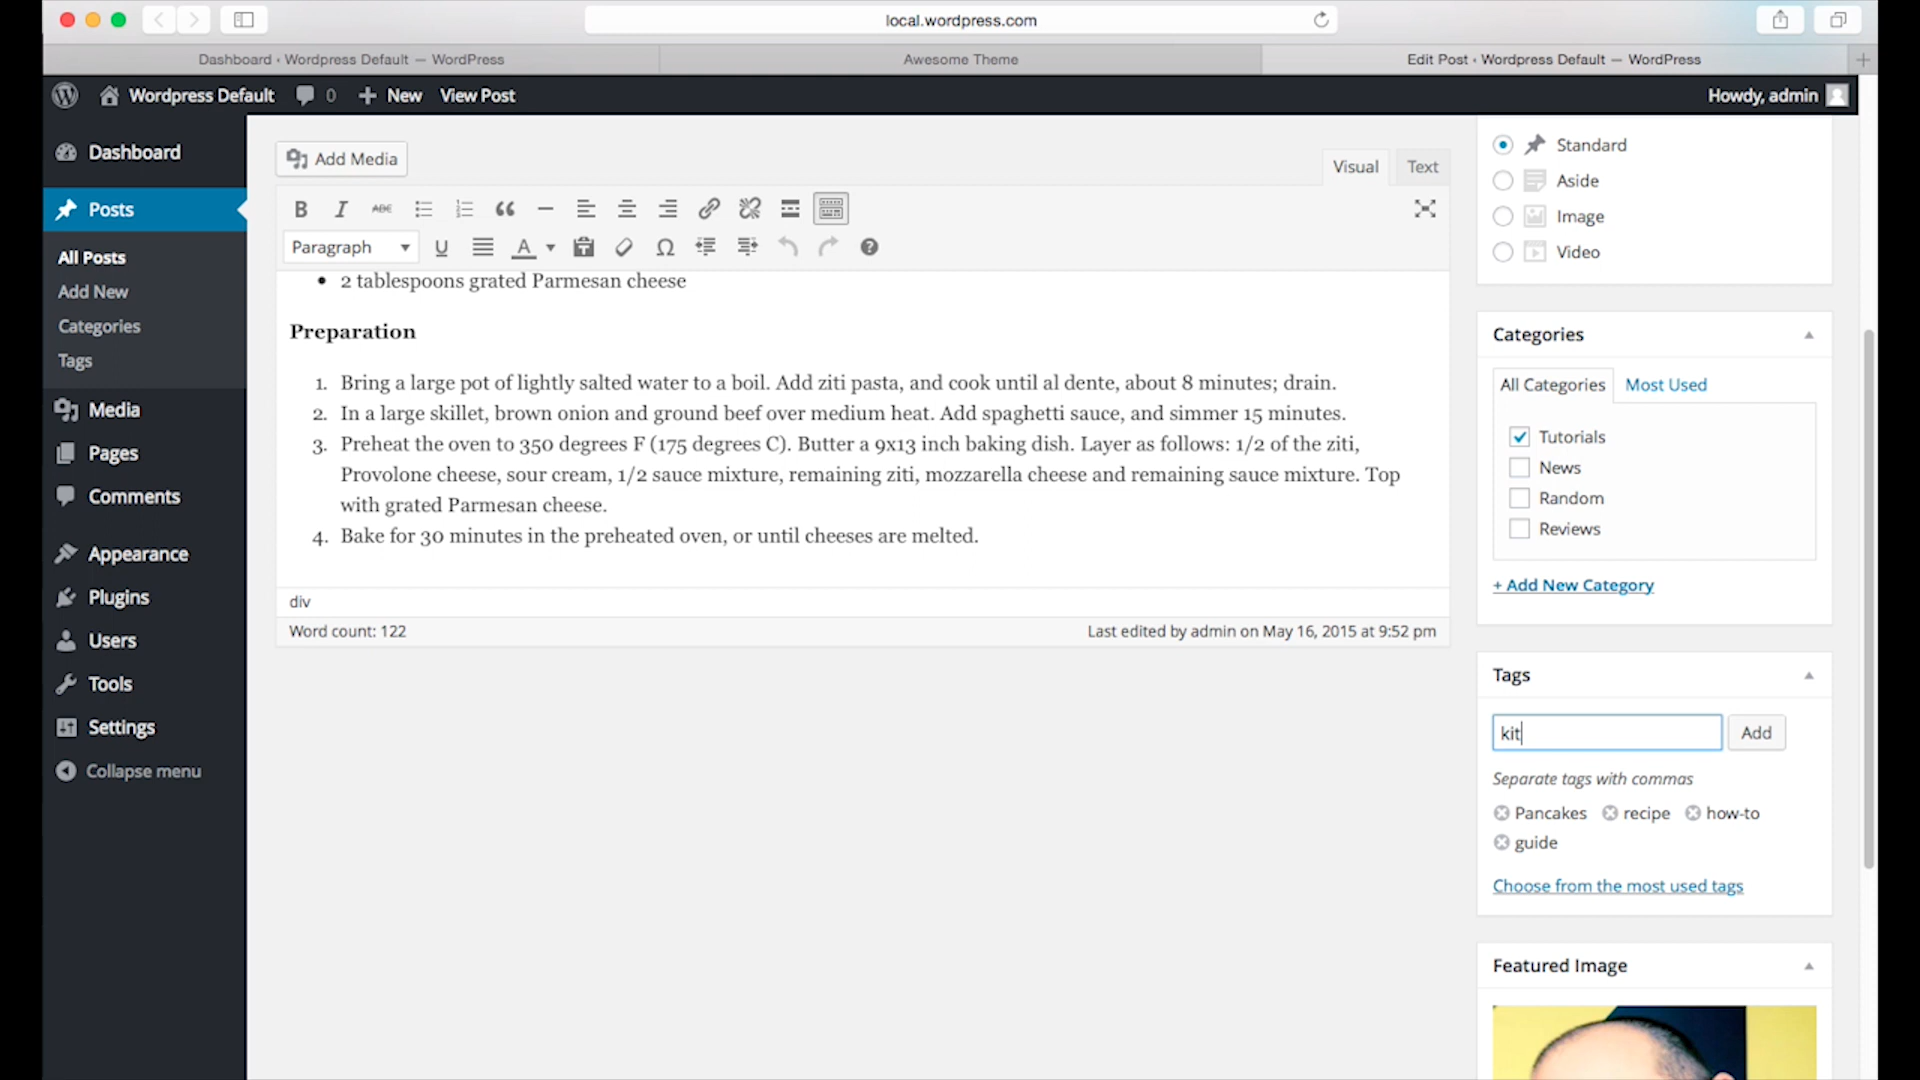 local.wordpress.com
Dashboard ‹ Wordpress Default — WordPress
Awesome Theme
Edit Post ‹ Wordpress Default — WordPress
Wordpress Default
0
New
View Post
Howdy, admin
Dashboard
Posts
All Posts
Add New
Categories
Tags
Media
Pages
Comments
Appearance
Plugins
Users
Tools
Settings
Collapse menu
Add Media
Visual
Text
B I ABC
Paragraph U A Ω
• 2 tablespoons grated Parmesan cheese
Preparation
1. Bring a large pot of lightly salted water to a boil. Add ziti pasta, and cook until al dente, about 8 minutes; drain.
2. In a large skillet, brown onion and ground beef over medium heat. Add spaghetti sauce, and simmer 15 minutes.
3. Preheat the oven to 350 degrees F (175 degrees C). Butter a 9x13 inch baking dish. Layer as follows: 1/2 of the ziti,
Provolone cheese, sour cream, 1/2 sauce mixture, remaining ziti, mozzarella cheese and remaining sauce mixture. Top
with grated Parmesan cheese.
4. Bake for 30 minutes in the preheated oven, or until cheeses are melted.
div
Word count: 122
Last edited by admin on May 16, 2015 at 9:52 pm
Standard
Aside
Image
Video
Categories
All Categories
Most Used
Tutorials
News
Random
Reviews
+ Add New Category
Tags
kit
Add
Separate tags with commas
Pancakes recipe how-to
guide
Choose from the most used tags
Featured Image